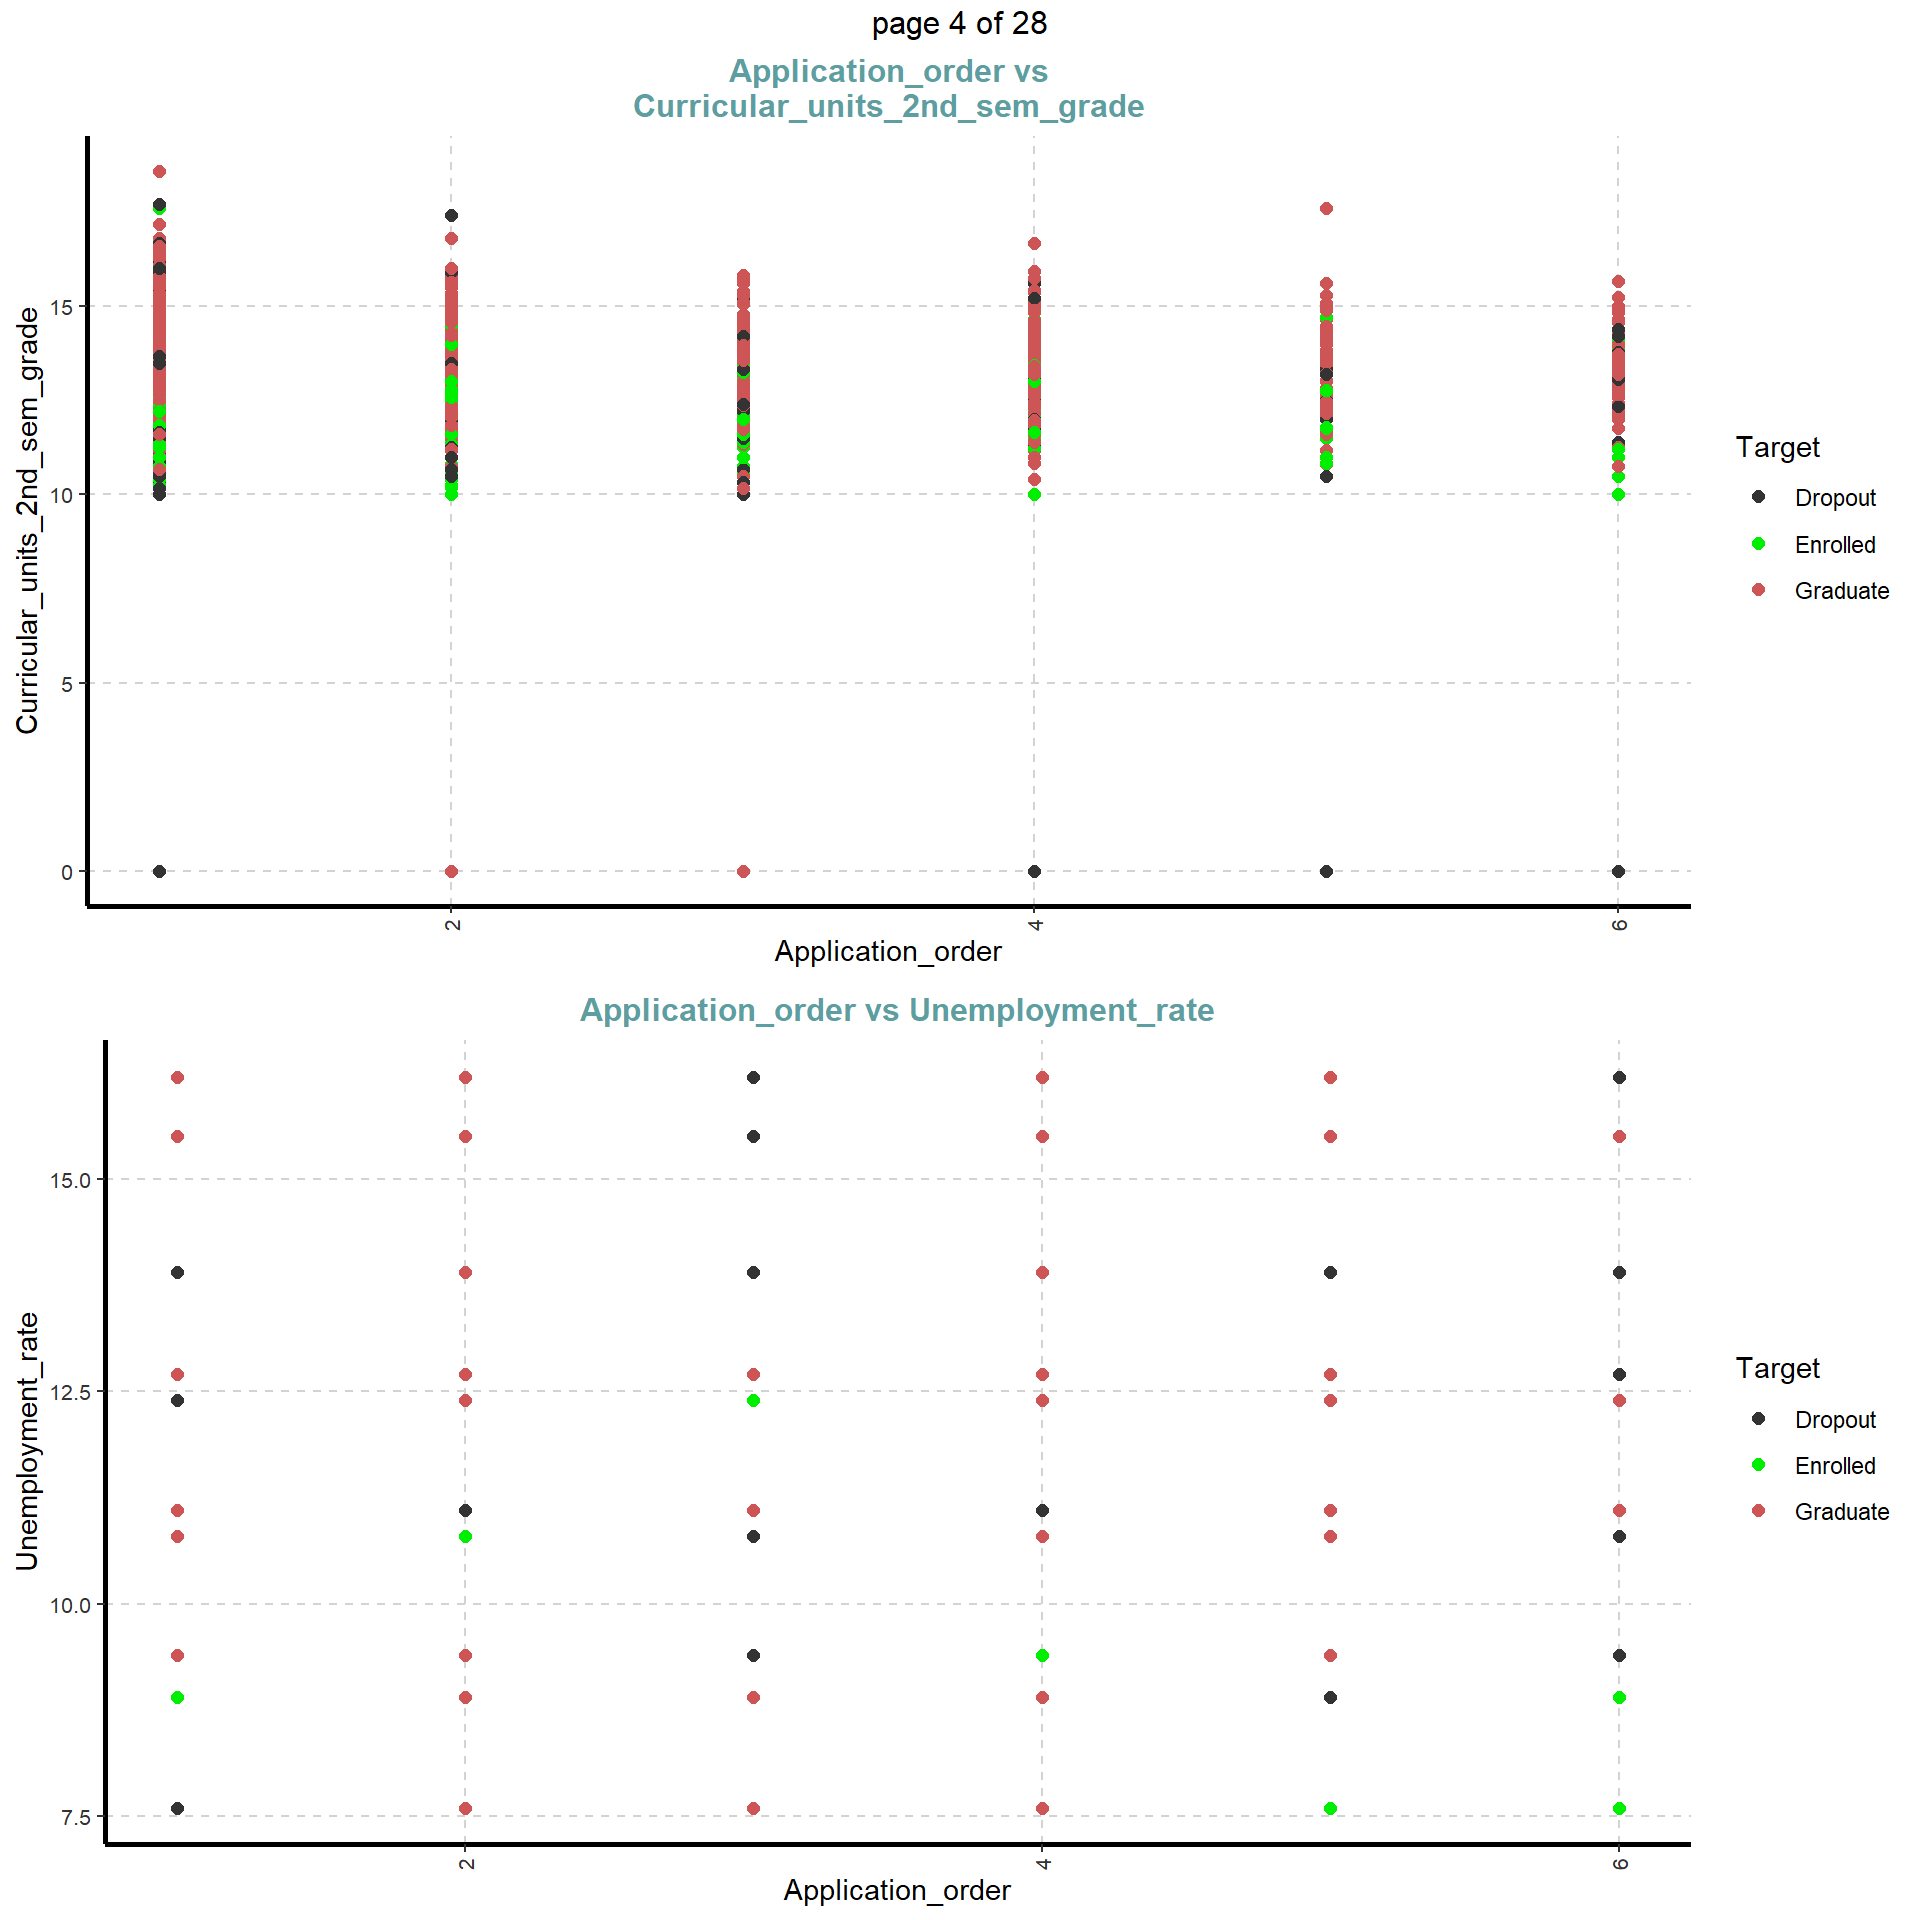 page 4 of 28
Application_order vs
Curricular_units_2nd_sem_grade
Curricular_units_2nd_sem_grade
15
10
5
0
2
4
6
Application_order
Target
Dropout
Enrolled
Graduate
Application_order vs Unemployment_rate
Unemployment_rate
15.0
12.5
10.0
7.5
2
4
6
Application_order
Target
Dropout
Enrolled
Graduate